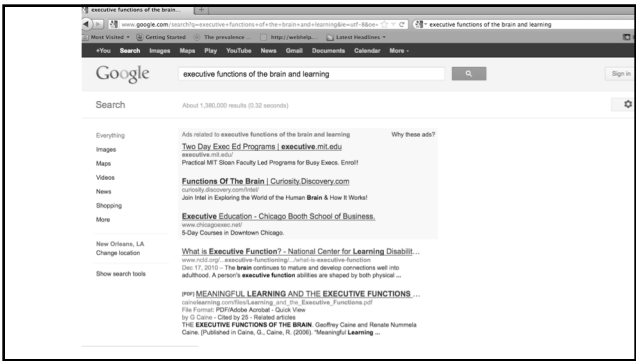 executive functions of the brain...
www.google.com/search?q=executive+functions+of+the+brain+and+learning&ie=utf-8&oe=
executive functions of the brain and learning
Most Visited
Getting Started
The prevalence ...
http://webhelp...
Latest Headlines
+You Search Images Maps Play YouTube News Gmail Documents Calendar More
Google
executive functions of the brain and learning
Sign in
Search
About 1,380,000 results (0.32 seconds)
Everything
Images
Maps
Videos
News
Shopping
More
New Orleans, LA
Change location
Show search tools
Ads related to executive functions of the brain and learning
Why these ads?
Two Day Exec Ed Programs | executive.mit.edu
executive.mit.edu/
Practical MIT Sloan Faculty Led Programs for Busy Execs. Enroll!
Functions Of The Brain | Curiosity.Discovery.com
curiosity.discovery.com/Intel/
Join Intel in Exploring the World of the Human Brain & How It Works!
Executive Education - Chicago Booth School of Business.
www.chicagoexec.net/
5-Day Courses in Downtown Chicago.
What is Executive Function? - National Center for Learning Disabilit...
www.ncld.org/...executive-functioning/.../what-is-executive-function
Dec 17, 2010 – The brain continues to mature and develop connections well into
adulthood. A person's executive function abilities are shaped by both physical ...
[PDF] MEANINGFUL LEARNING AND THE EXECUTIVE FUNCTIONS ...
cainelearning.com/files/Learning_and_the_Executive_Functions.pdf
File Format: PDF/Adobe Acrobat - Quick View
by G Caine - Cited by 25 - Related articles
THE EXECUTIVE FUNCTIONS OF THE BRAIN. Geoffrey Caine and Renate Nummela
Caine. [Published in Caine, G., Caine, R. (2006). "Meaningful Learning ...